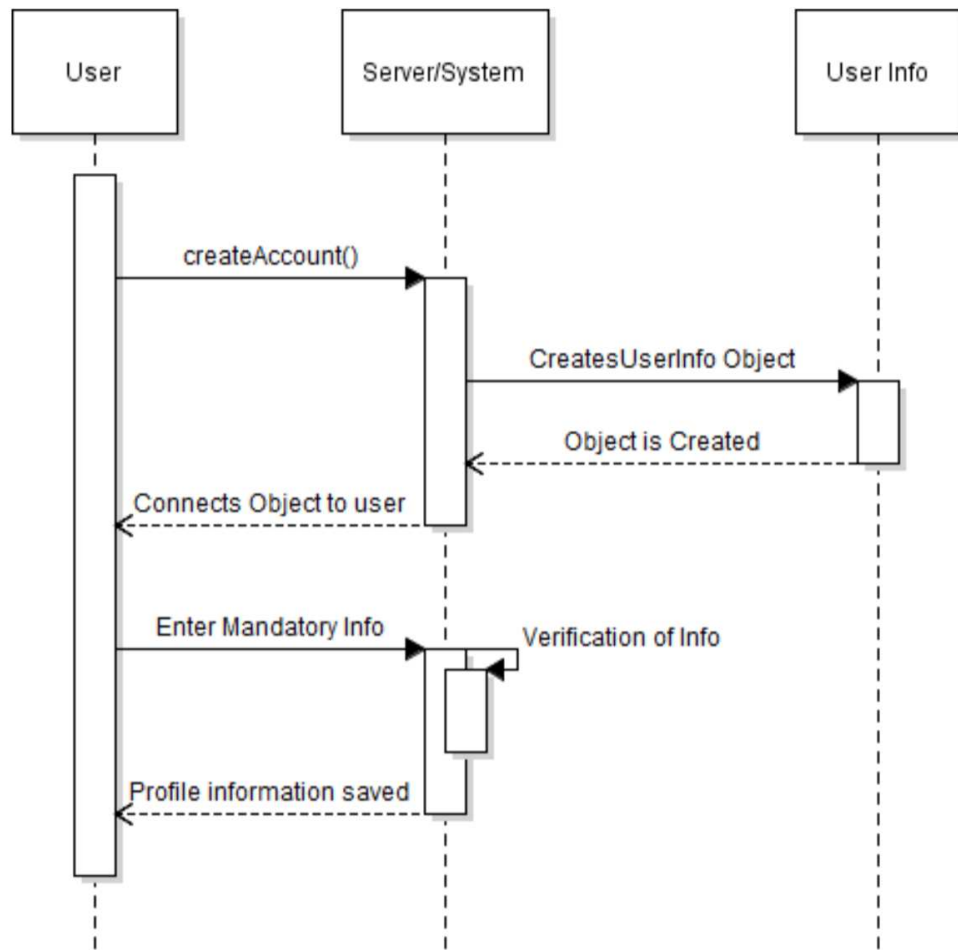 User
Server/System
User Info
createAccount()
CreatesUserInfo Object
Object is Created
Connects Object to user
Enter Mandatory Info
Verification of Info
Profile information saved